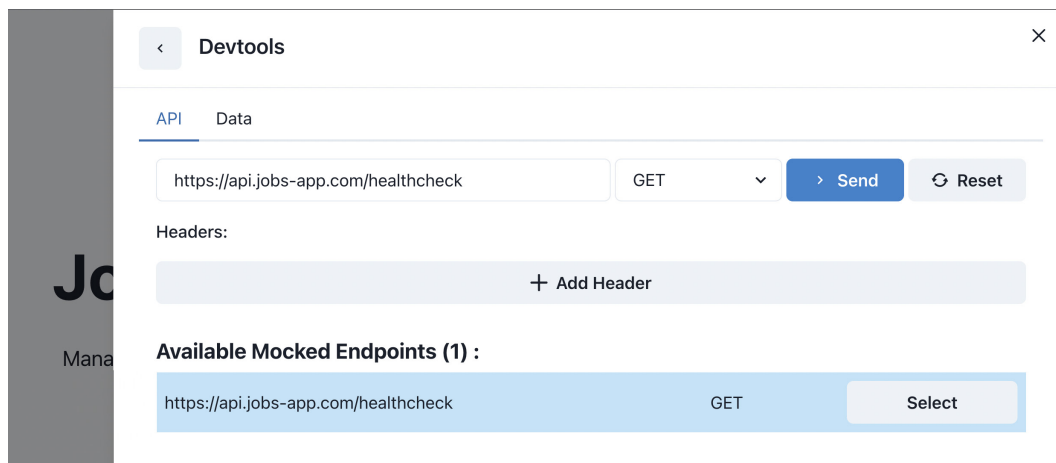 Devtools
API Data
https://api.jobs-app.com/healthcheck GET Send Reset
Headers:
+ Add Header
Jo
Available Mocked Endpoints (1) :
Mana
https://api.jobs-app.com/healthcheck GET Select